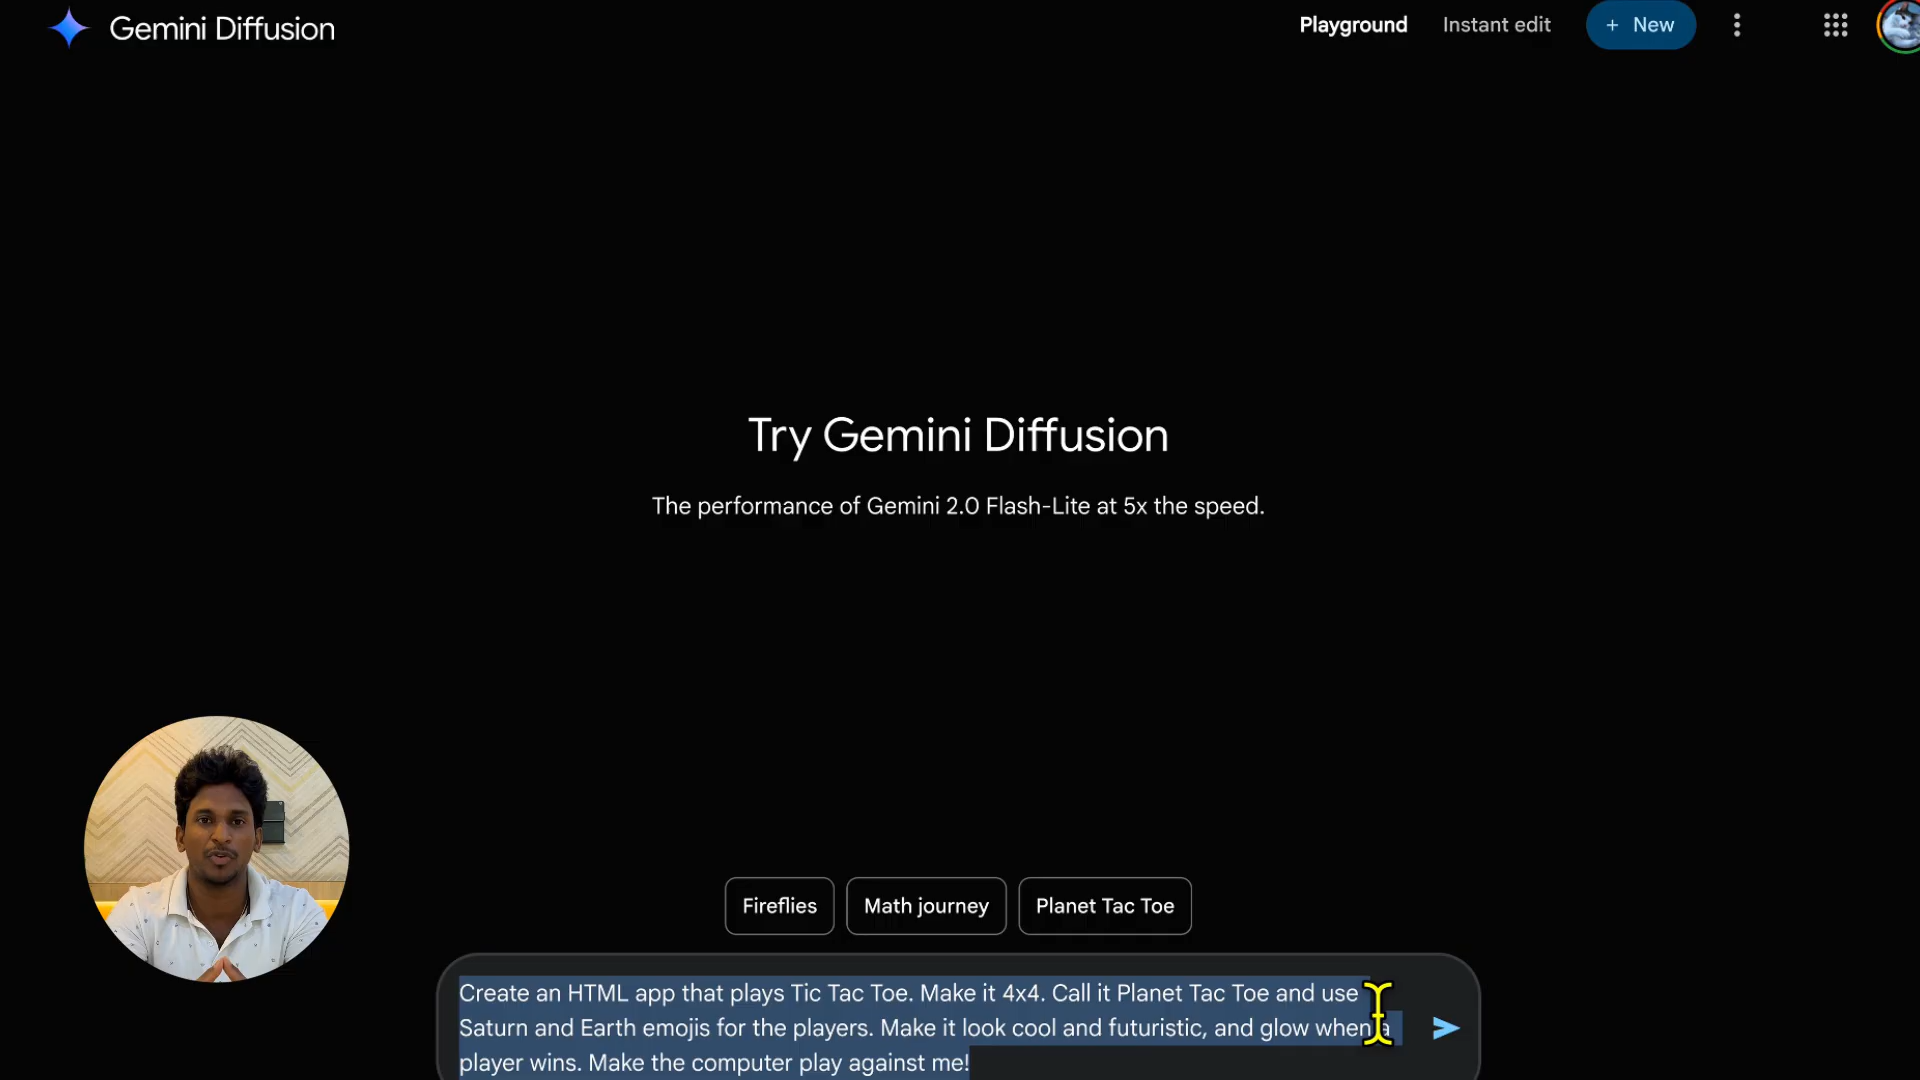 Gemini Diffusion
Playground
Instant edit
+ New
Try Gemini Diffusion
The performance of Gemini 2.0 Flash-Lite at 5x the speed.
Fireflies
Math journey
Planet Tac Toe
Create an HTML app that plays Tic Tac Toe. Make it 4x4. Call it Planet Tac Toe and use
Saturn and Earth emojis for the players. Make it look cool and futuristic, and glow when a
player wins. Make the computer play against me!